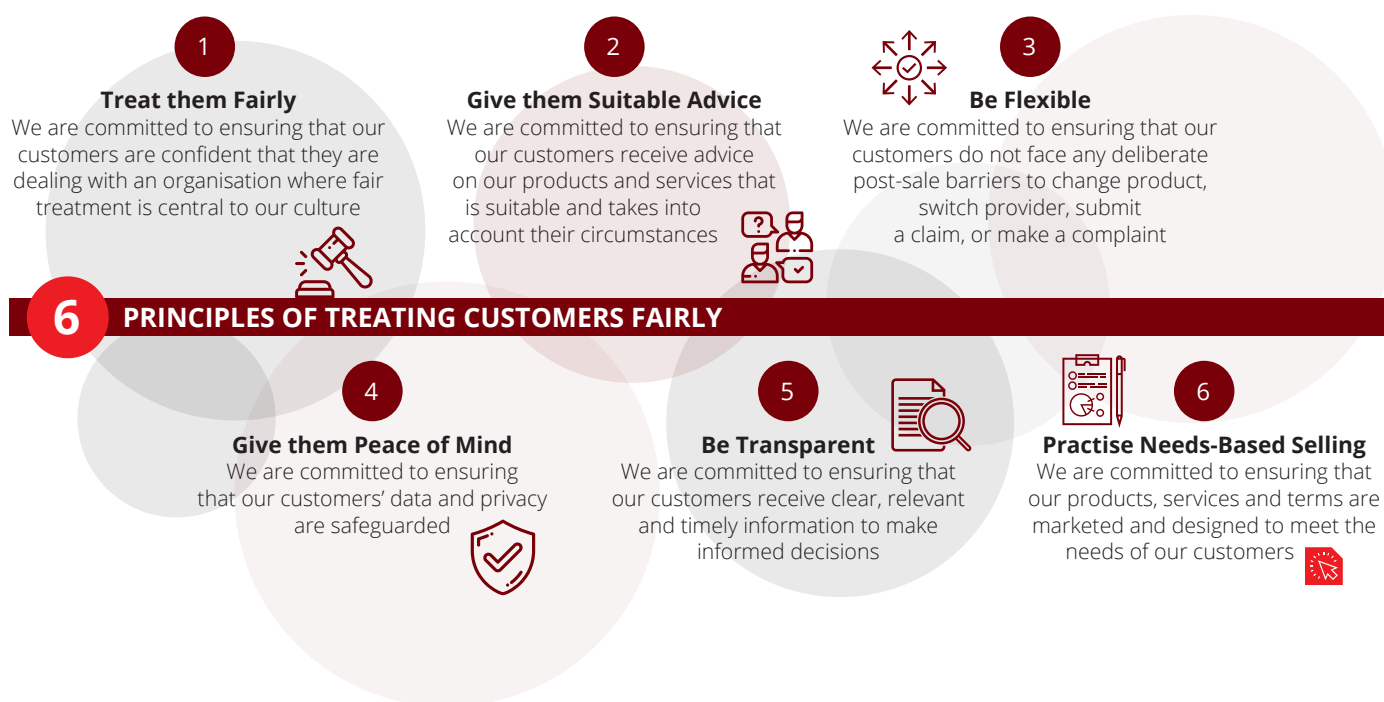 1
Treat them Fairly
We are committed to ensuring that our
customers are confident that they are
dealing with an organisation where fair
treatment is central to our culture
2
Give them Suitable Advice
We are committed to ensuring that
our customers receive advice
on our products and services that
is suitable and takes into
account their circumstances
?
3
Be Flexible
We are committed to ensuring that our
customers do not face any deliberate
post-sale barriers to change product,
switch provider, submit
a claim, or make a complaint
6 PRINCIPLES OF TREATING CUSTOMERS FAIRLY
4
Give them Peace of Mind
We are committed to ensuring
that our customers’ data and privacy
are safeguarded
5
Be Transparent
We are committed to ensuring that
our customers receive clear, relevant
and timely information to make
informed decisions
6
Practise Needs-Based Selling
We are committed to ensuring that
our products, services and terms are
marketed and designed to meet the
needs of our customers